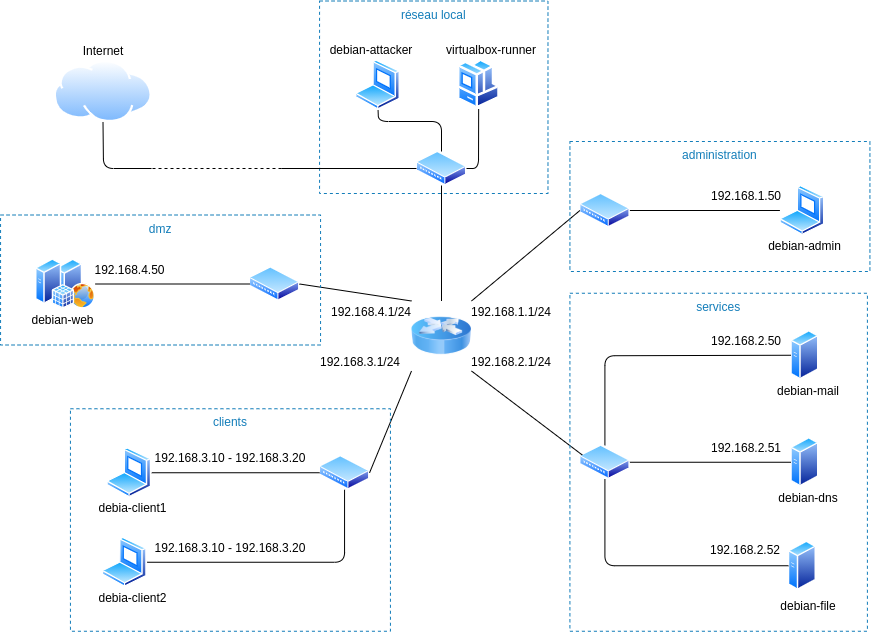 réseau local
Internet
debian-attacker
virtualbox-runner
administration
192.168.1.50
debian-admin
dmz
192.168.4.50
debian-web
192.168.4.1/24
192.168.1.1/24
192.168.3.1/24
192.168.2.1/24
services
192.168.2.50
debian-mail
192.168.2.51
debian-dns
192.168.2.52
debian-file
clients
192.168.3.10 - 192.168.3.20
debia-client1
192.168.3.10 - 192.168.3.20
debia-client2